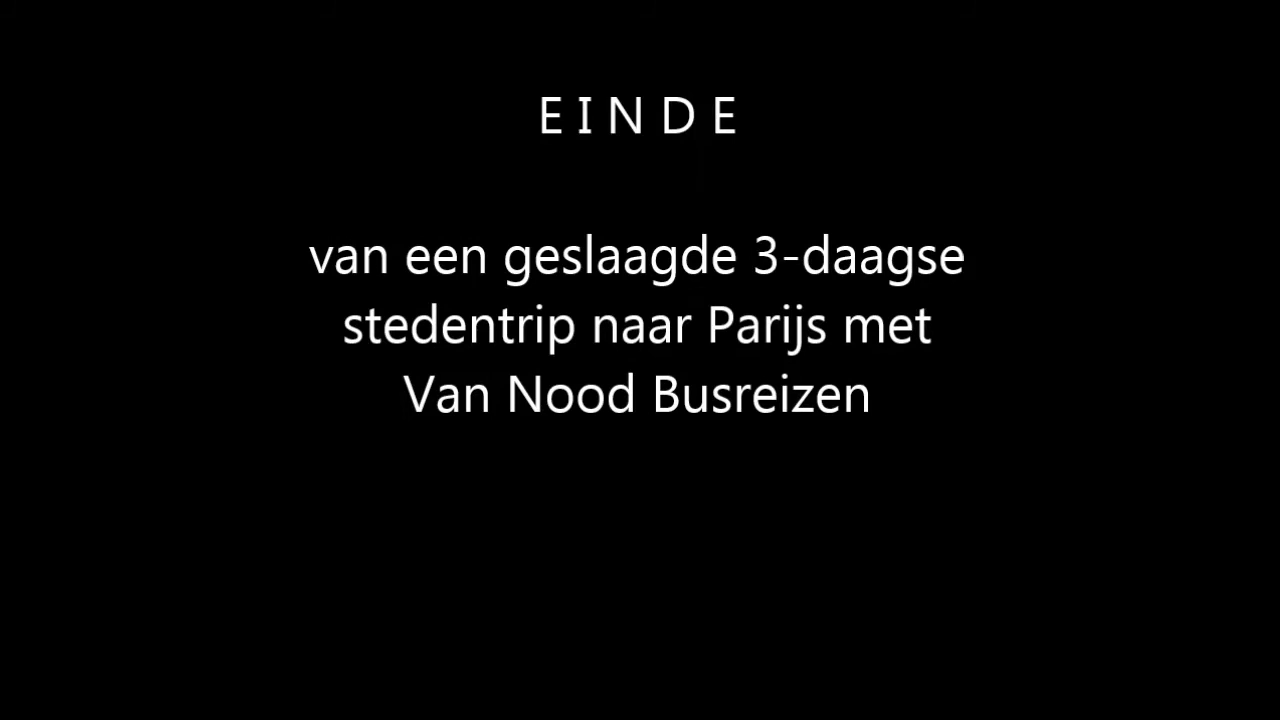 E I N D E
van een geslaagde 3-daagse
stedentrip naar Parijs met
Van Nood Busreizen